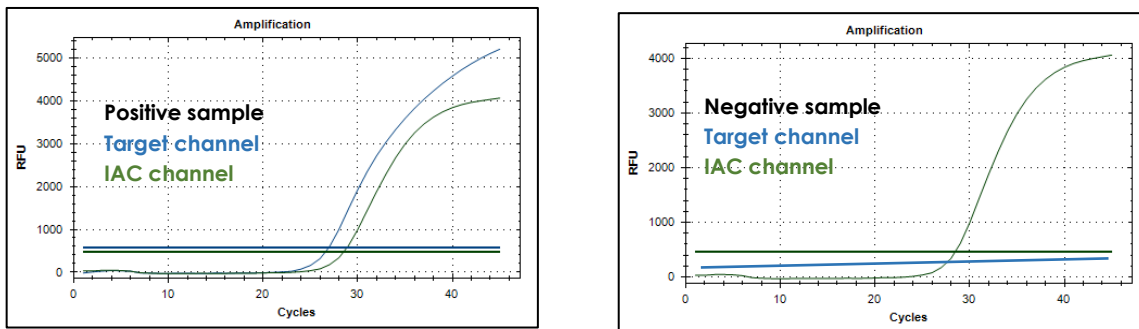 Amplification
5000
4000
3000
2000
1000
0
RFU
Positive sample
Target channel
IAC channel
0
10
20
30
40
Cycles
Amplification
4000
3000
2000
1000
0
RFU
Negative sample
Target channel
IAC channel
0
10
20
30
40
Cycles